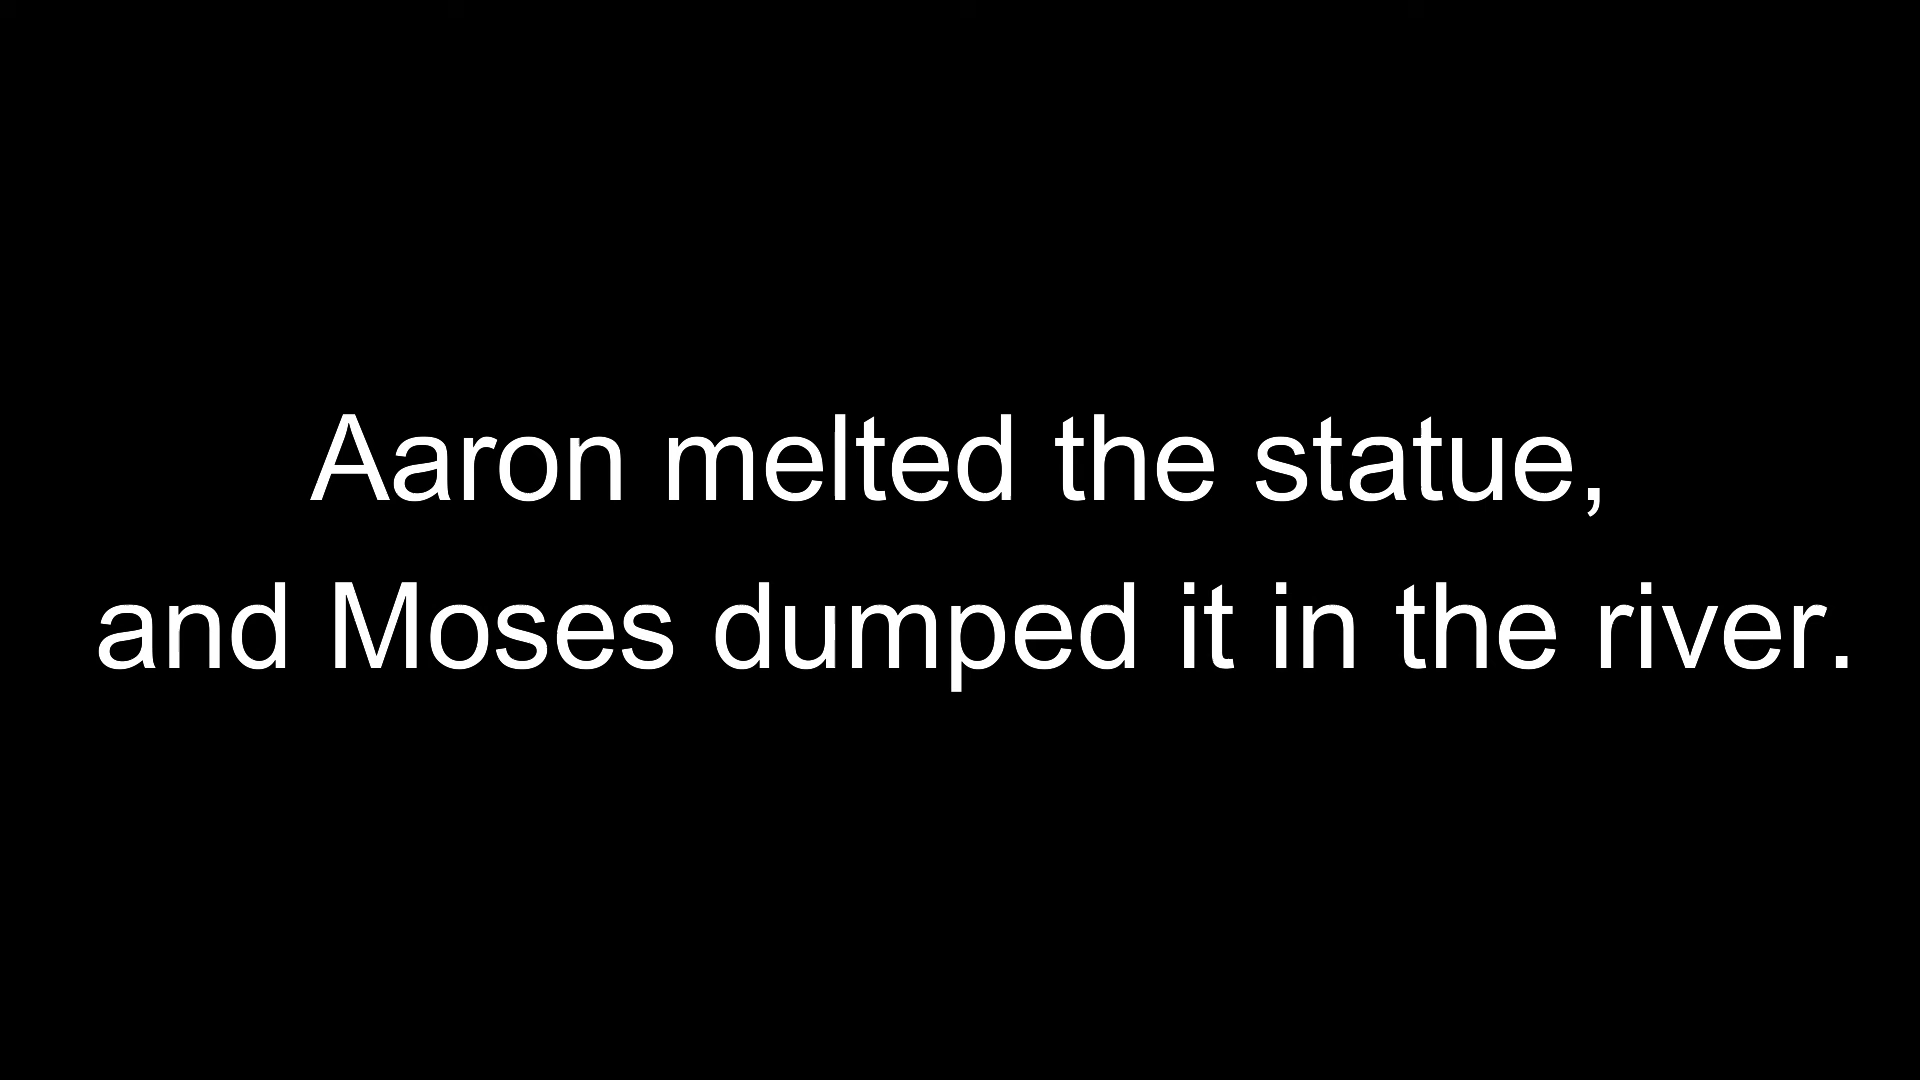 Aaron melted the statue,
and Moses dumped it in the river.